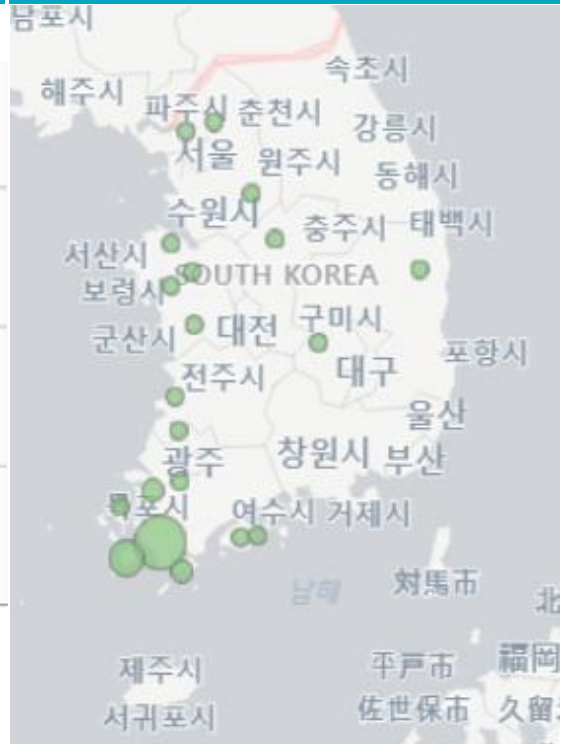 남포시
속초시
해주시
파주시
춘천시
강릉시
서울
원주시
동해시
수원시
충주시
태백시
서산시
SOUTH KOREA
보령시
구미시
군산시
대전
포항시
전주시
대구
울산
광주
창원시
부산
목포시
여수시
거제시
남해
対馬市
北
제주시
平戸市
福岡
서귀포시
佐世保市
久留